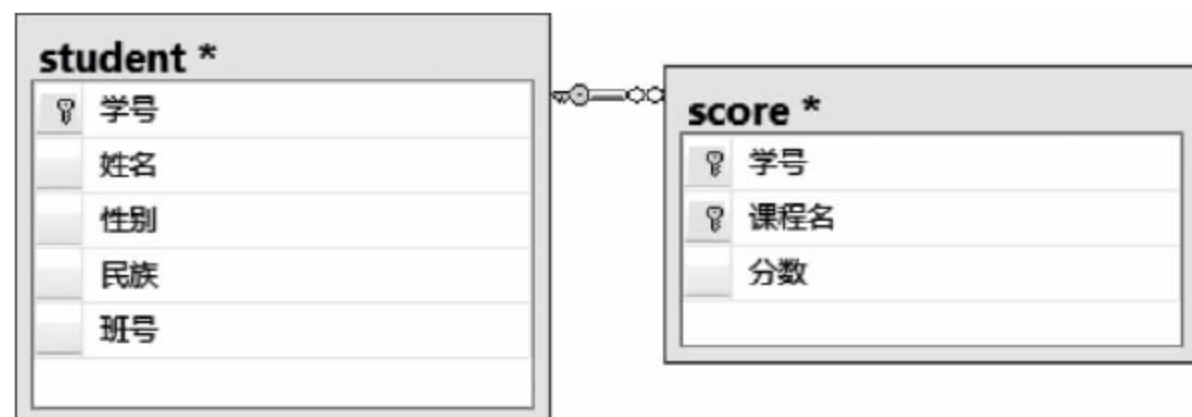 student *
学号
姓名
性别
民族
班号
score *
学号
课程名
分数